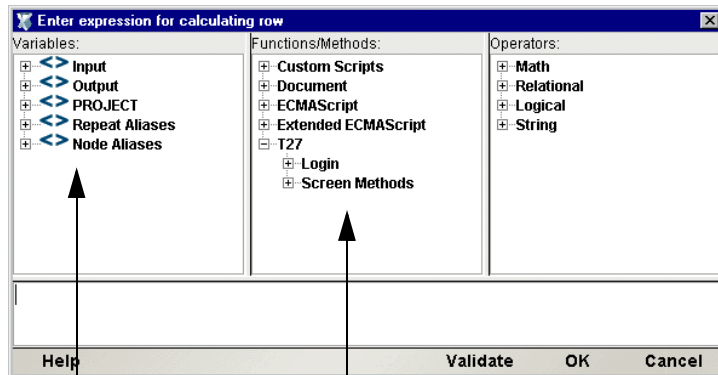 Enter expression for calculating row
Variables:
<> Input
<> Output
<> PROJECT
<> Repeat Aliases
<> Node Aliases
Functions/Methods:
Custom Scripts
Document
ECMAScript
Extended ECMAScript
T27
Login
Screen Methods
Operators:
Math
Relational
Logical
String
Help
Validate
OK
Cancel